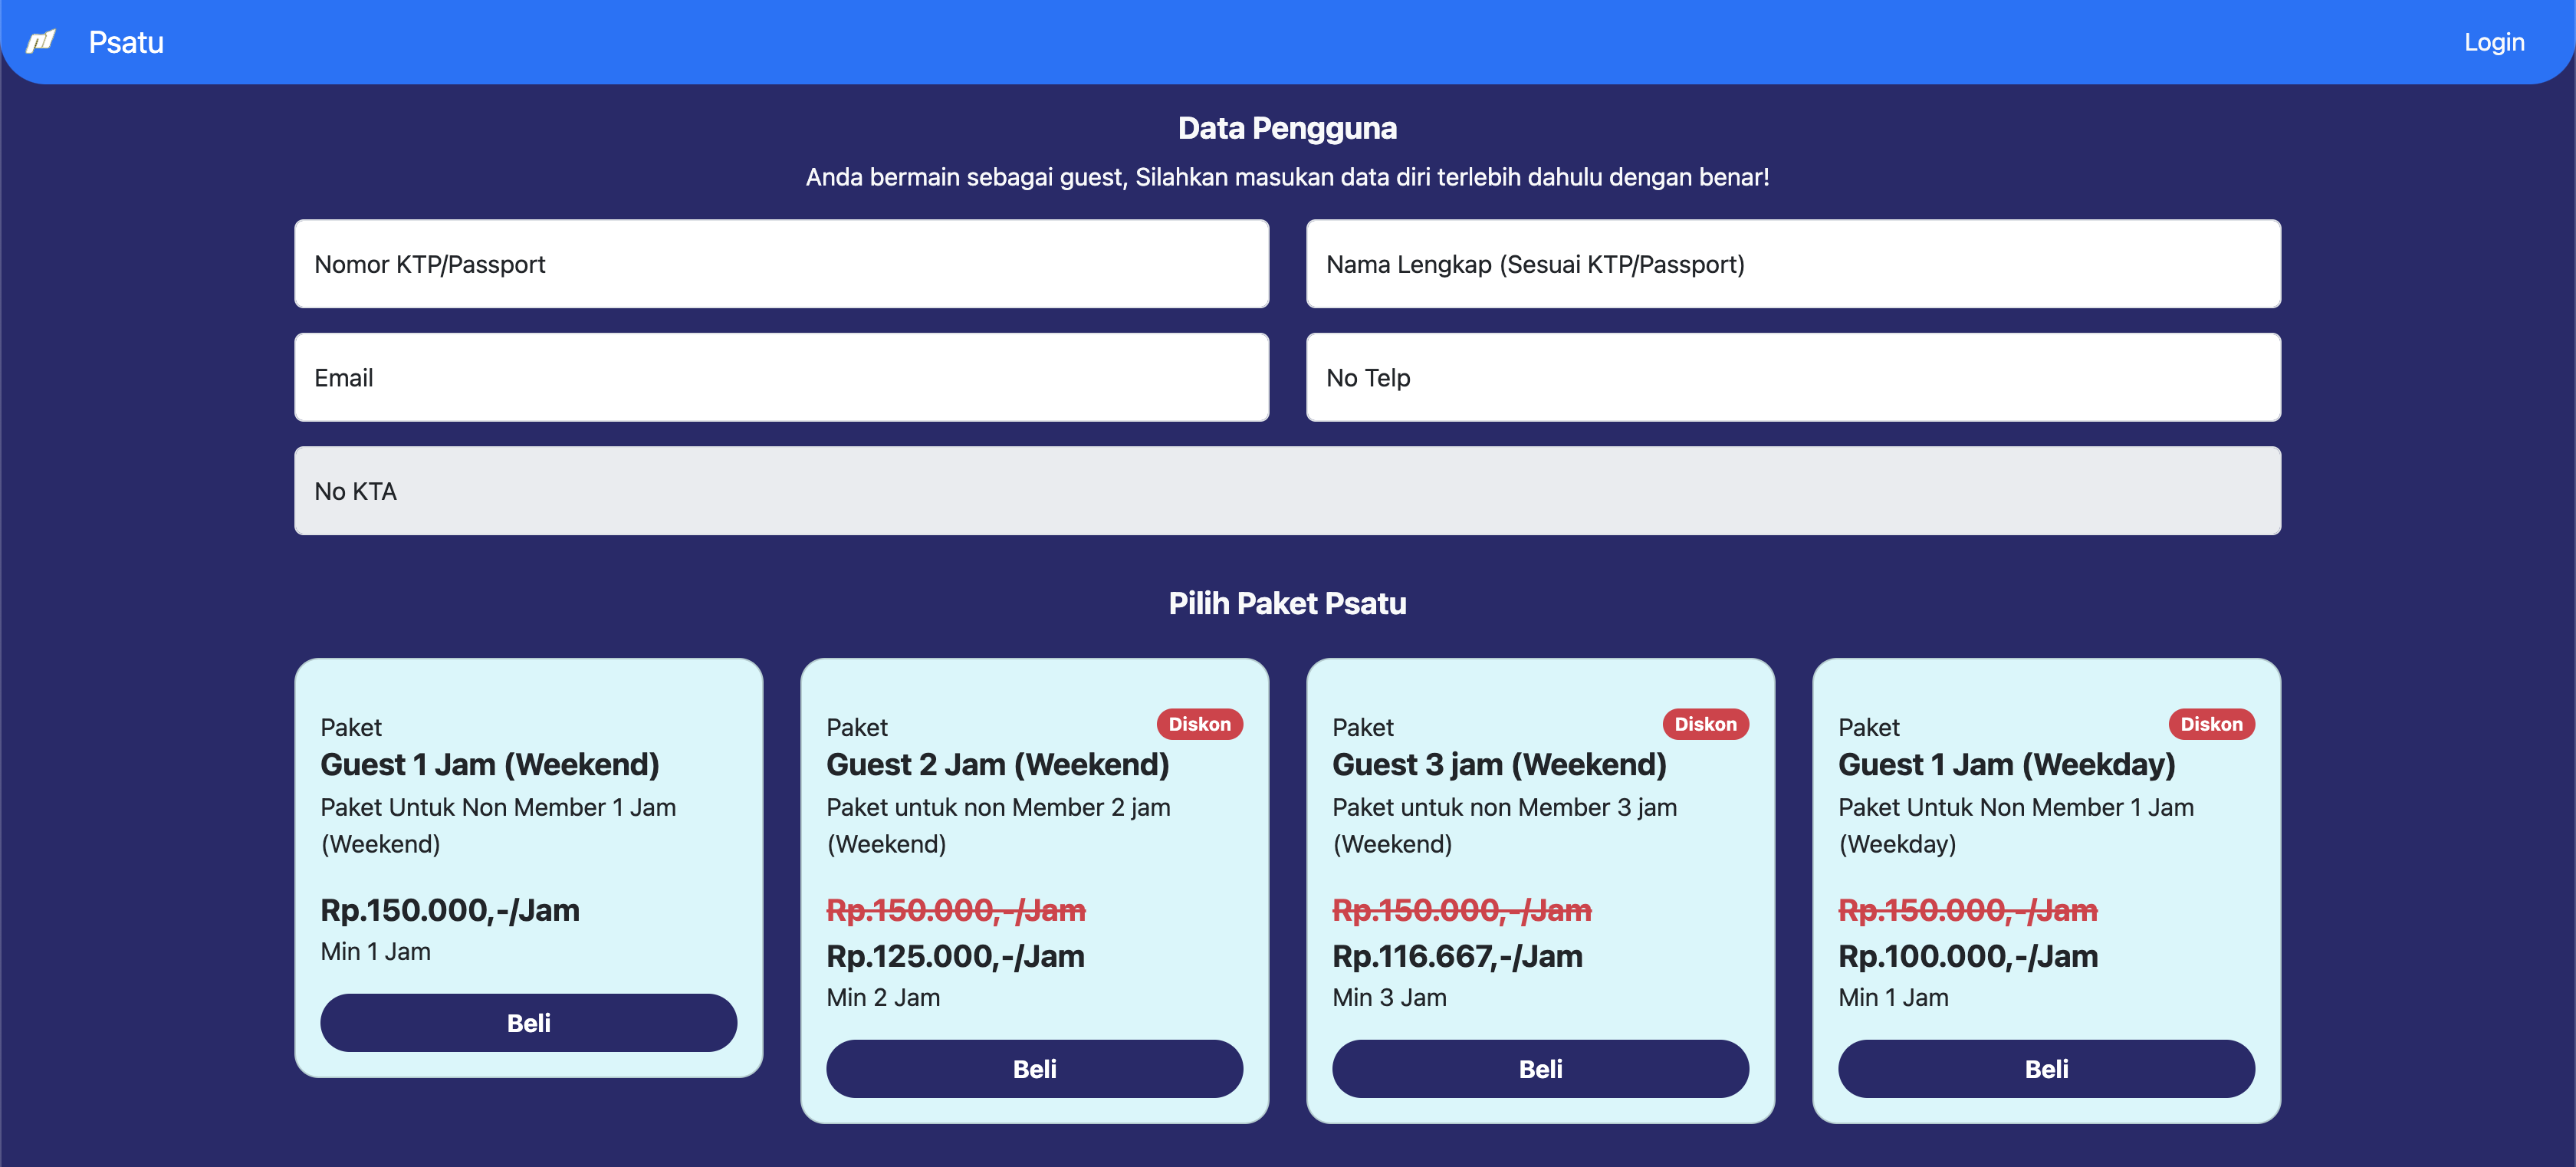 Psatu
Login
Data Pengguna
Anda bermain sebagai guest, Silahkan masukan data diri terlebih dahulu dengan benar!
Nomor KTP/Passport
Nama Lengkap (Sesuai KTP/Passport)
Email
No Telp
No KTA
Pilih Paket Psatu
Paket
Guest 1 Jam (Weekend)
Paket Untuk Non Member 1 Jam
(Weekend)
Rp.150.000,-/Jam
Min 1 Jam
Beli
Paket
Diskon
Guest 2 Jam (Weekend)
Paket untuk non Member 2 jam
(Weekend)
Rp.150.000,-/Jam
Rp.125.000,-/Jam
Min 2 Jam
Beli
Paket
Diskon
Guest 3 jam (Weekend)
Paket untuk non Member 3 jam
(Weekend)
Rp.150.000,-/Jam
Rp.116.667,-/Jam
Min 3 Jam
Beli
Paket
Diskon
Guest 1 Jam (Weekday)
Paket Untuk Non Member 1 Jam
(Weekday)
Rp.150.000,-/Jam
Rp.100.000,-/Jam
Min 1 Jam
Beli